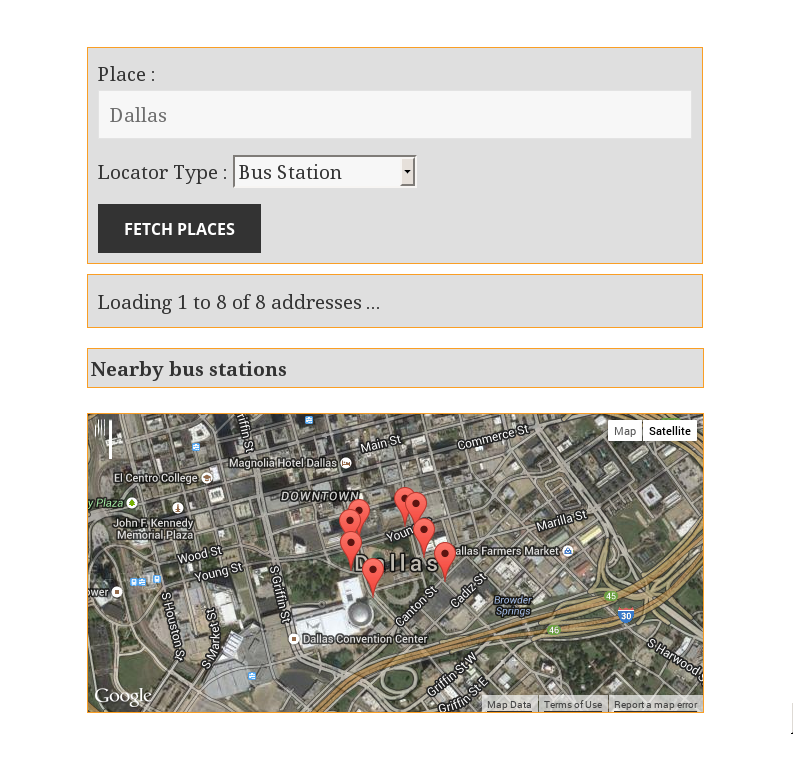 Place :
Dallas
Locator Type : Bus Station
FETCH PLACES
Loading 1 to 8 of 8 addresses ...
Nearby bus stations
Map Satellite
Griffin St
Main St
Commerce St
Magnolia Hotel Dallas
El Centro College
DOWNTOWN
y Plaza
John F. Kennedy
Memorial Plaza
Marilla St
Youn
Wood St
Young St
Dallas
allas Farmers Market
S Griffin St
ower
Cadiz St
Canton St
Browder
Springs
45
30
46
S Houston St
S Market St
Dallas Convention Center
S Harwood S
Griffin St W
Griffin St E
Google
Map Data Terms of Use Report a map error